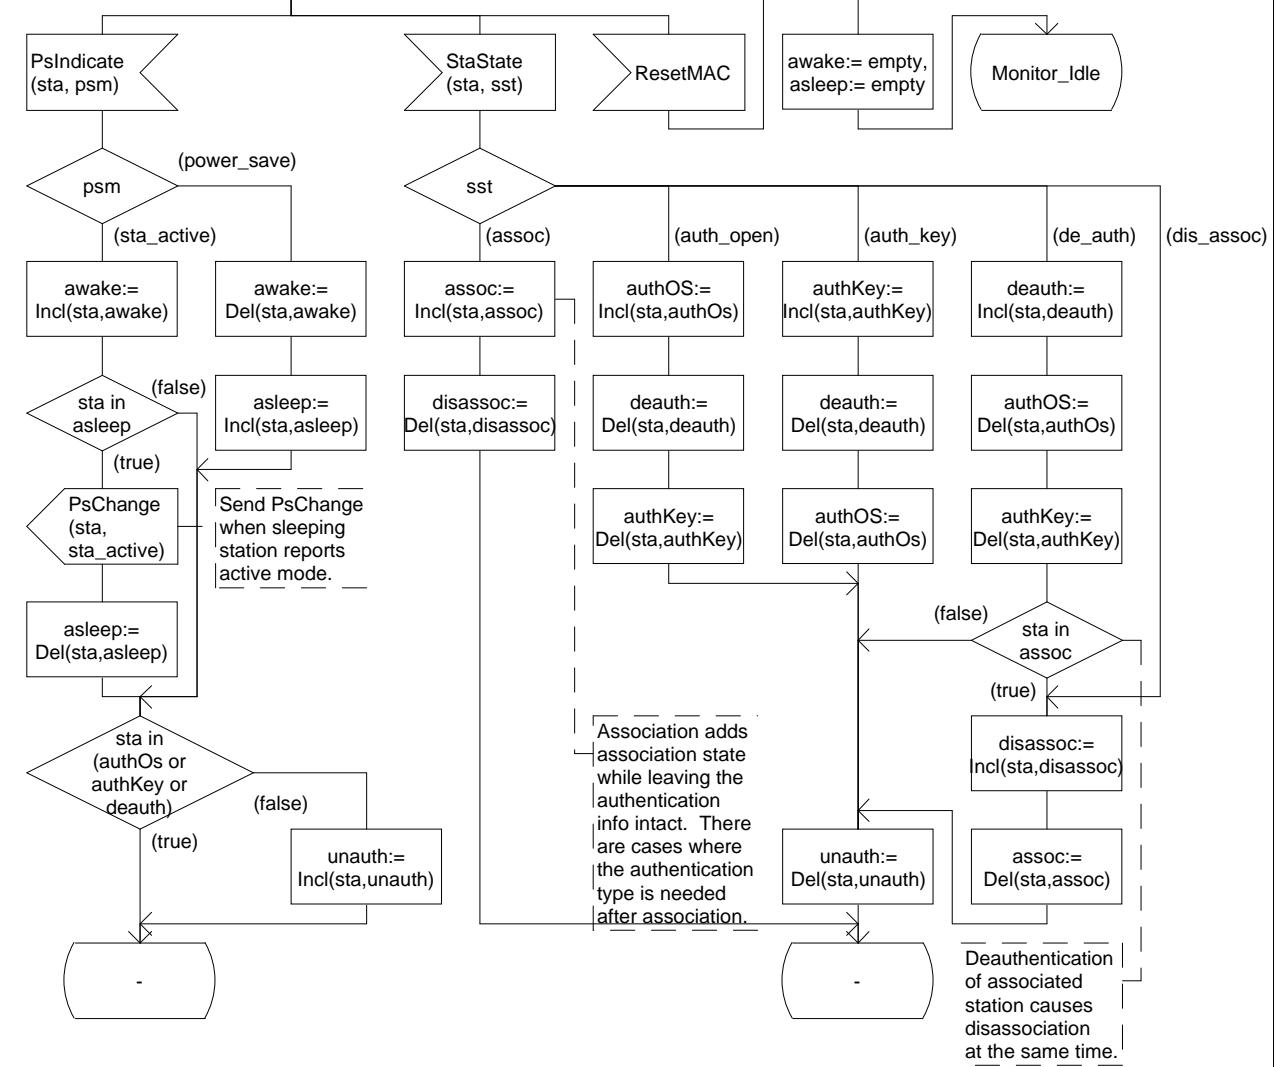 PsIndicate
(sta, psm)
StaState
(sta, sst)
ResetMAC
awake:= empty,
asleep:= empty
Monitor_Idle
psm
(power_save)
(sta_active)
sst
(assoc)
(auth_open)
(auth_key)
(de_auth)
(dis_assoc)
awake:=
Incl(sta,awake)
awake:=
Del(sta,awake)
assoc:=
Incl(sta,assoc)
authOS:=
Incl(sta,authOs)
authKey:=
Incl(sta,authKey)
deauth:=
Incl(sta,deauth)
sta in
asleep
(false)
(true)
asleep:=
Incl(sta,asleep)
disassoc:=
Del(sta,disassoc)
deauth:=
Del(sta,deauth)
deauth:=
Del(sta,deauth)
authOS:=
Del(sta,authOs)
PsChange
(sta,
sta_active)
Send PsChange
when sleeping
station reports
active mode.
authKey:=
Del(sta,authKey)
authOS:=
Del(sta,authOs)
authKey:=
Del(sta,authKey)
asleep:=
Del(sta,asleep)
(false)
sta in
assoc
(true)
sta in
(authOs or
authKey or
deauth)
(false)
(true)
Association adds
association state
while leaving the
authentication
info intact.  There
are cases where
the authentication
type is needed
after association.
disassoc:=
Incl(sta,disassoc)
unauth:=
Incl(sta,unauth)
unauth:=
Del(sta,unauth)
assoc:=
Del(sta,assoc)
-
-
Deauthentication
of associated
station causes
disassociation
at the same time.